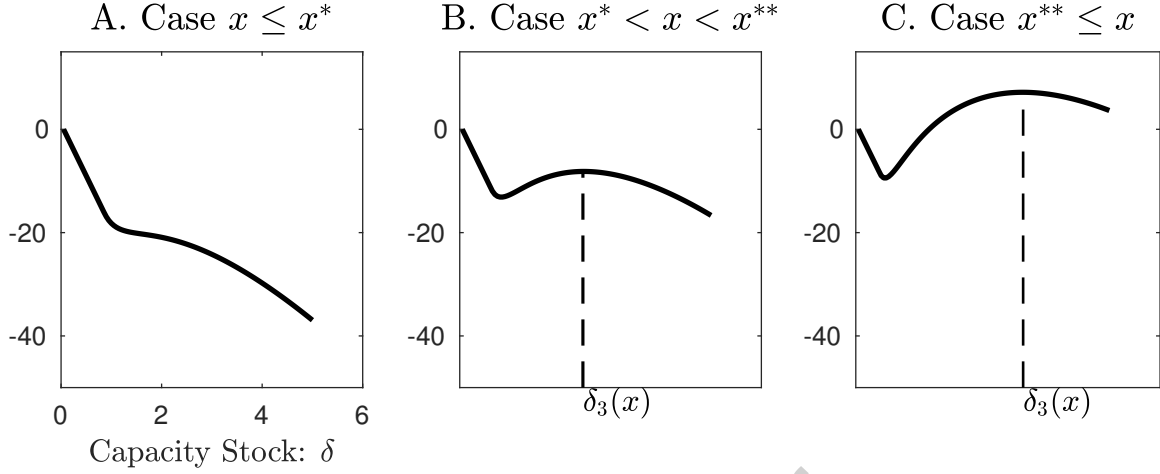 A. Case x ≤ x*
B. Case x* < x < x**
C. Case x** ≤ x
0
-20
-40
0
2
4
6
Capacity Stock: δ
0
-20
-40
δ₃(x)
0
-20
-40
δ₃(x)